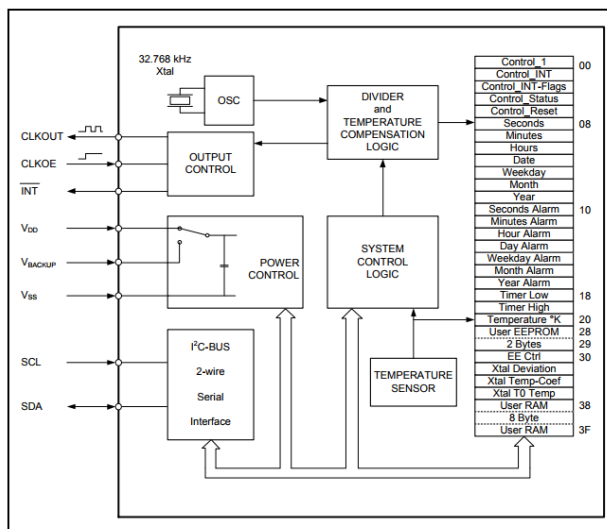 32.768 kHz
Xtal
OSC
DIVIDER
and
TEMPERATURE
COMPENSATION
LOGIC
CLKOUT
CLKOE
INT
OUTPUT
CONTROL
VDD
VBACKUP
VSS
POWER
CONTROL
SYSTEM
CONTROL
LOGIC
SCL
SDA
I²C-BUS
2-wire
Serial
Interface
TEMPERATURE
SENSOR
Control_1 00
Control_INT
Control_INT-Flags
Control_Status
Control_Reset
Seconds 08
Minutes
Hours
Date
Weekday
Month
Year
Seconds Alarm 10
Minutes Alarm
Hour Alarm
Day Alarm
Weekday Alarm
Month Alarm
Year Alarm
Timer Low 18
Timer High
Temperature °K 20
User EEPROM 28
2 Bytes 29
EE Ctrl 30
Xtal Deviation
Xtal Temp-Coef
Xtal T0 Temp
User RAM 38
8 Byte
User RAM 3F